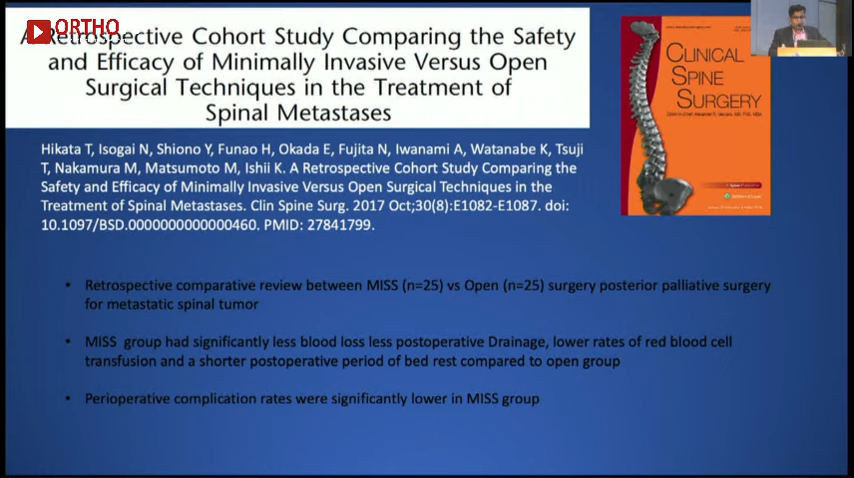 ORTHO
A Retrospective Cohort Study Comparing the Safety
and Efficacy of Minimally Invasive Versus Open
Surgical Techniques in the Treatment of
Spinal Metastases
CLINICAL
SPINE
SURGERY
Hikata T, Isogai N, Shiono Y, Funao H, Okada E, Fujita N, Iwanami A, Watanabe K, Tsuji
T, Nakamura M, Matsumoto M, Ishii K. A Retrospective Cohort Study Comparing the
Safety and Efficacy of Minimally Invasive Versus Open Surgical Techniques in the
Treatment of Spinal Metastases. Clin Spine Surg. 2017 Oct;30(8):E1082-E1087. doi:
10.1097/BSD.0000000000000460. PMID: 27841799.
• Retrospective comparative review between MISS (n=25) vs Open (n=25) surgery posterior palliative surgery
for metastatic spinal tumor
• MISS group had significantly less blood loss less postoperative Drainage, lower rates of red blood cell
transfusion and a shorter postoperative period of bed rest compared to open group
• Perioperative complication rates were significantly lower in MISS group